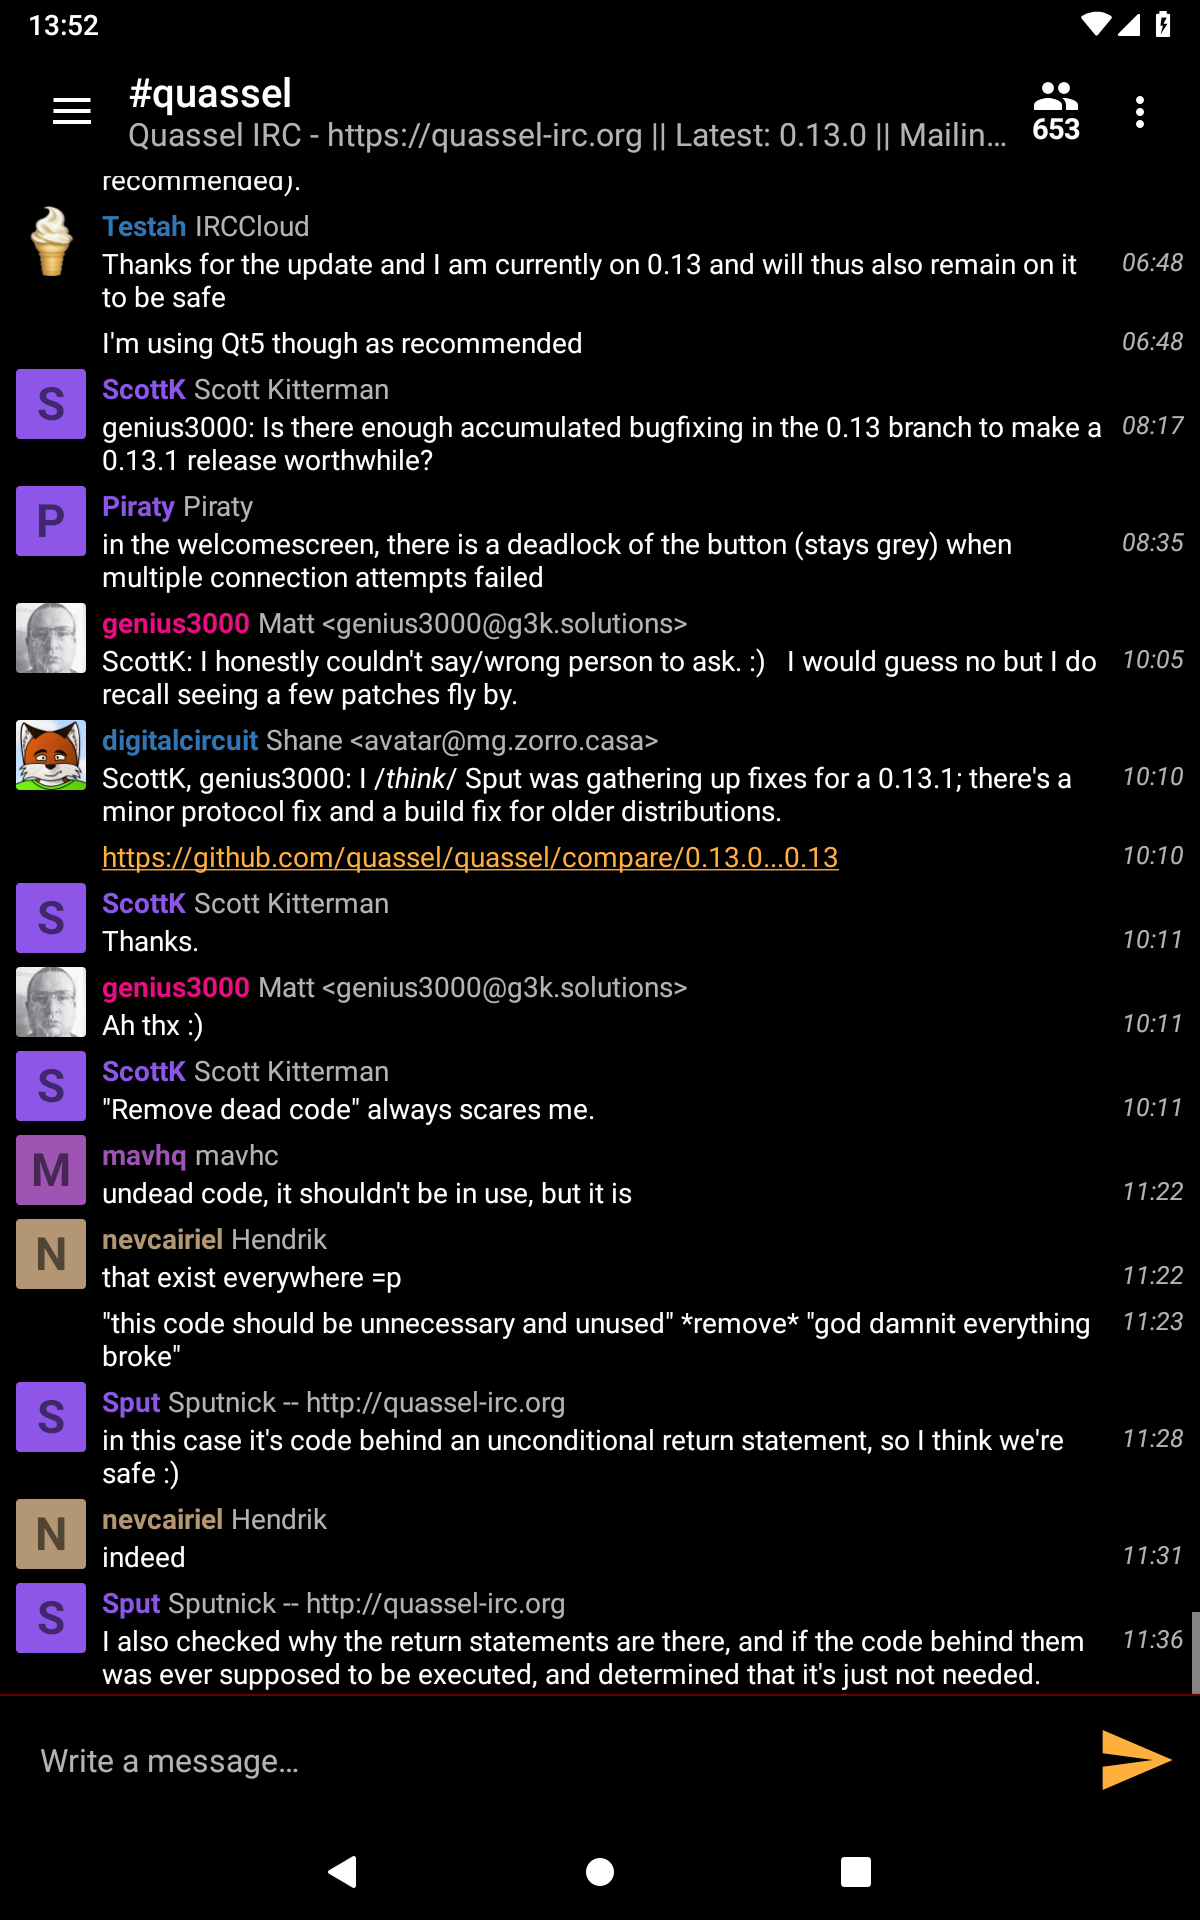 13:52
#quassel
Quassel IRC - https://quassel-irc.org || Latest: 0.13.0 || Mailin…
653
recommended).
Testah IRCCloud
Thanks for the update and I am currently on 0.13 and will thus also remain on it 06:48
to be safe
I'm using Qt5 though as recommended 06:48
S ScottK Scott Kitterman
genius3000: Is there enough accumulated bugfixing in the 0.13 branch to make a 08:17
0.13.1 release worthwhile?
P Piraty Piraty
in the welcomescreen, there is a deadlock of the button (stays grey) when 08:35
multiple connection attempts failed
genius3000 Matt <genius3000@g3k.solutions>
ScottK: I honestly couldn't say/wrong person to ask. :)   I would guess no but I do 10:05
recall seeing a few patches fly by.
digitalcircuit Shane <avatar@mg.zorro.casa>
ScottK, genius3000: I /think/ Sput was gathering up fixes for a 0.13.1; there's a 10:10
minor protocol fix and a build fix for older distributions.
https://github.com/quassel/quassel/compare/0.13.0...0.13 10:10
S ScottK Scott Kitterman
Thanks. 10:11
genius3000 Matt <genius3000@g3k.solutions>
Ah thx :) 10:11
S ScottK Scott Kitterman
"Remove dead code" always scares me. 10:11
M mavhq mavhc
undead code, it shouldn't be in use, but it is 11:22
N nevcairiel Hendrik
that exist everywhere =p 11:22
"this code should be unnecessary and unused" *remove* "god damnit everything 11:23
broke"
S Sput Sputnick -- http://quassel-irc.org
in this case it's code behind an unconditional return statement, so I think we're 11:28
safe :)
N nevcairiel Hendrik
indeed 11:31
S Sput Sputnick -- http://quassel-irc.org
I also checked why the return statements are there, and if the code behind them 11:36
was ever supposed to be executed, and determined that it's just not needed.
Write a message…